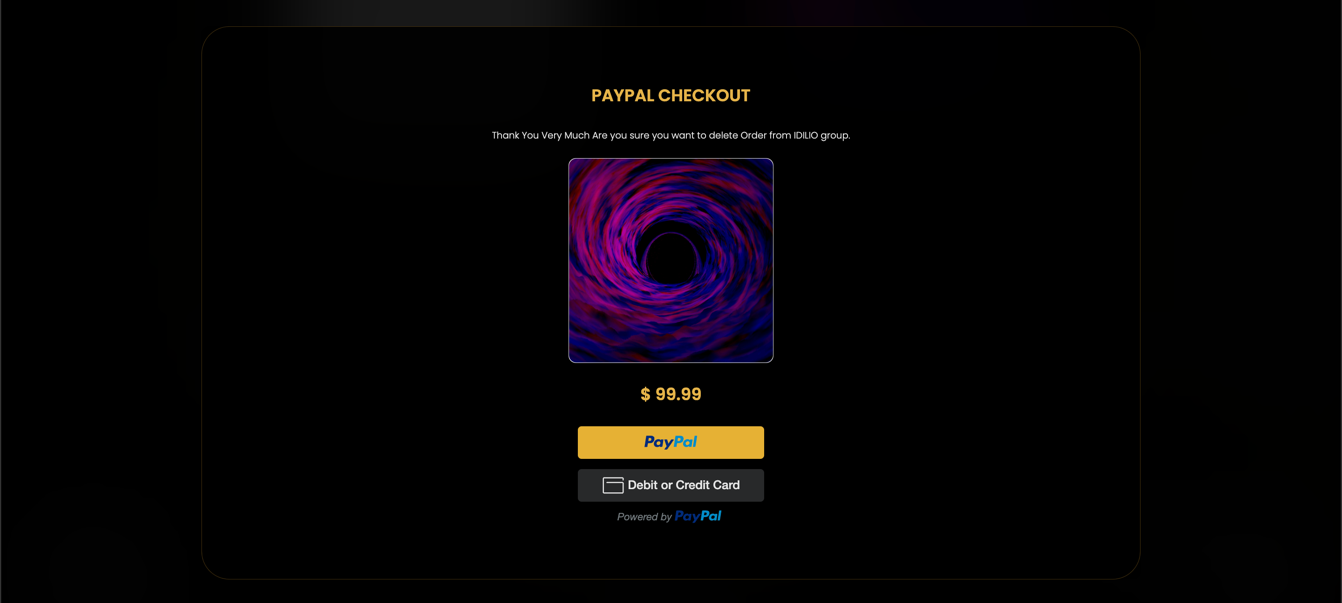 PAYPAL CHECKOUT
Thank You Very Much Are you sure you want to delete Order from IDILIO group.
$ 99.99
PayPal
Debit or Credit Card
Powered by PayPal